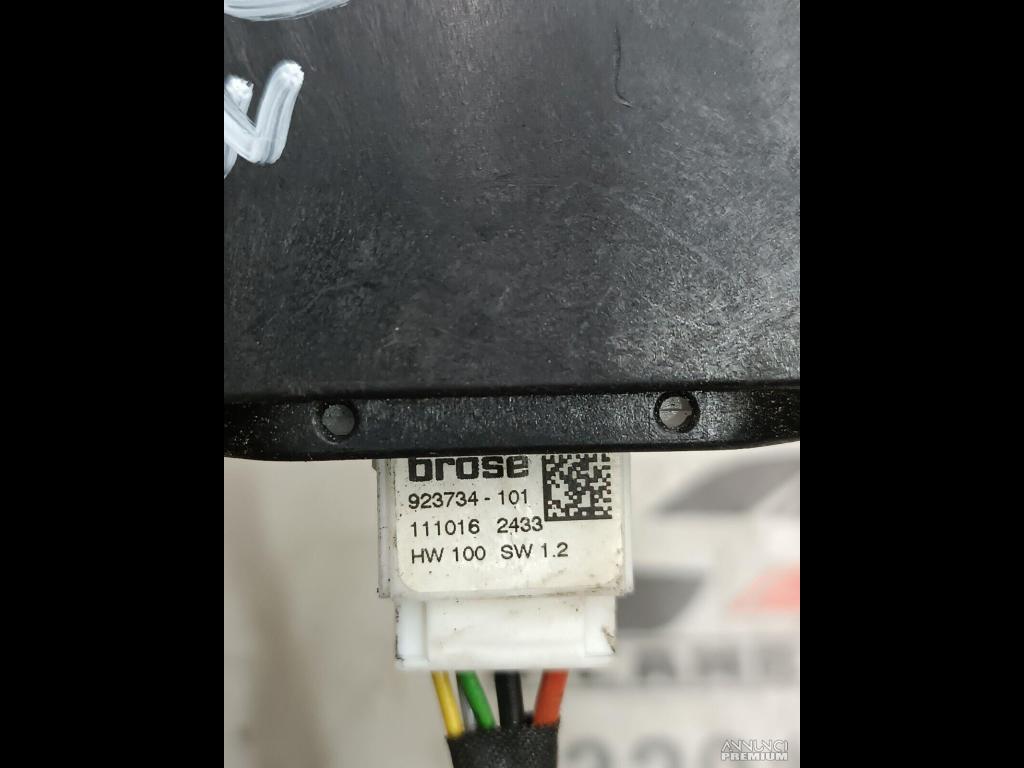 brose
923734 - 101
111016 2433
HW 100 SW 1.2
ANNUNCI
PREMIUM